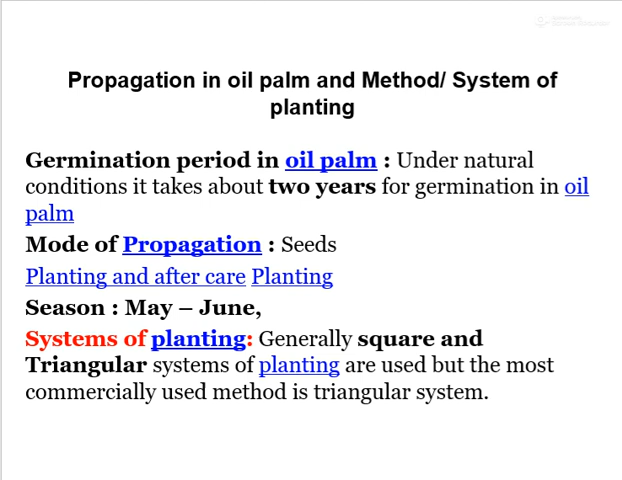 Propagation in oil palm and Method/ System of
planting
Germination period in oil palm : Under natural
conditions it takes about two years for germination in oil
palm
Mode of Propagation : Seeds
Planting and after care Planting
Season : May – June,
Systems of planting: Generally square and
Triangular systems of planting are used but the most
commercially used method is triangular system.